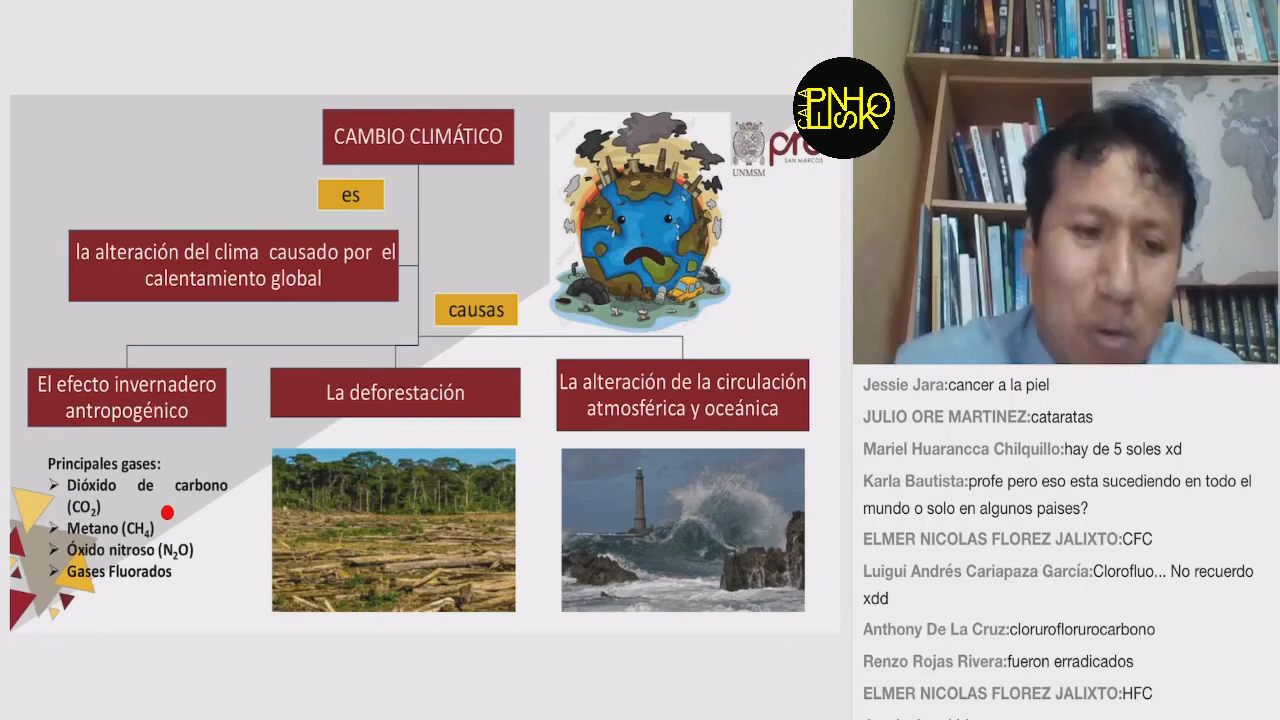 CAMBIO CLIMÁTICO
es
la alteración del clima causado por el
calentamiento global
causas
El efecto invernadero
antropogénico
La deforestación
La alteración de la circulación
atmosférica y oceánica
Principales gases:
Dióxido de carbono
(CO₂)
Metano (CH₄)
Óxido nitroso (N₂O)
Gases Fluorados
UNMSM
SAN MARCOS
Jessie Jara:cancer a la piel
JULIO ORE MARTINEZ:cataratas
Mariel Huarancca Chilquillo:hay de 5 soles xd
Karla Bautista:profe pero eso esta sucediendo en todo el
mundo o solo en algunos paises?
ELMER NICOLAS FLOREZ JALIXTO:CFC
Luigui Andrés Cariapaza García:Clorofluo... No recuerdo
xdd
Anthony De La Cruz:cloruroflorurocarbono
Renzo Rojas Rivera:fueron erradicados
ELMER NICOLAS FLOREZ JALIXTO:HFC